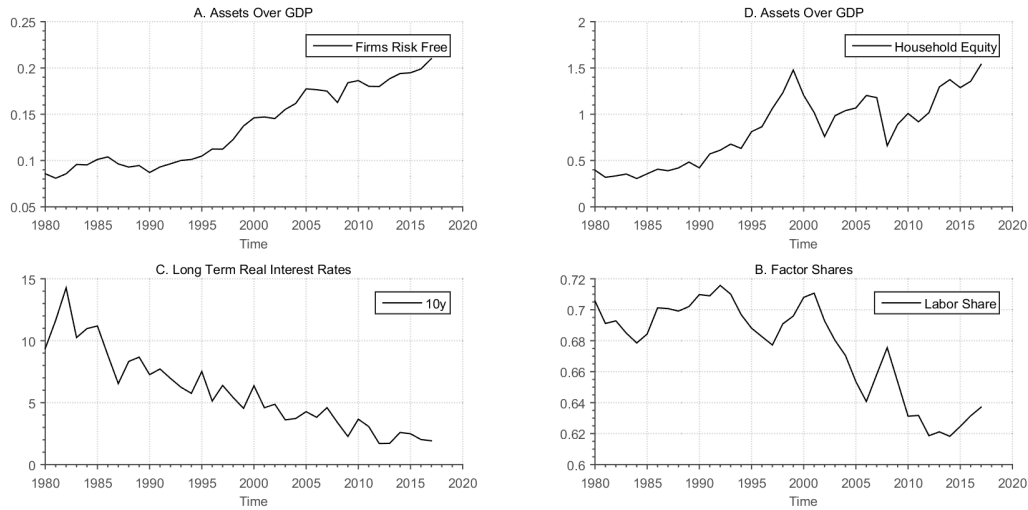 A. Assets Over GDP
0.25
0.2
0.15
0.1
0.05
Firms Risk Free
1980 1985 1990 1995 2000 2005 2010 2015 2020
Time
D. Assets Over GDP
2
1.5
1
0.5
0
Household Equity
1980 1985 1990 1995 2000 2005 2010 2015 2020
Time
C. Long Term Real Interest Rates
15
10
5
0
10y
1980 1985 1990 1995 2000 2005 2010 2015 2020
Time
B. Factor Shares
0.72
0.7
0.68
0.66
0.64
0.62
0.6
Labor Share
1980 1985 1990 1995 2000 2005 2010 2015 2020
Time